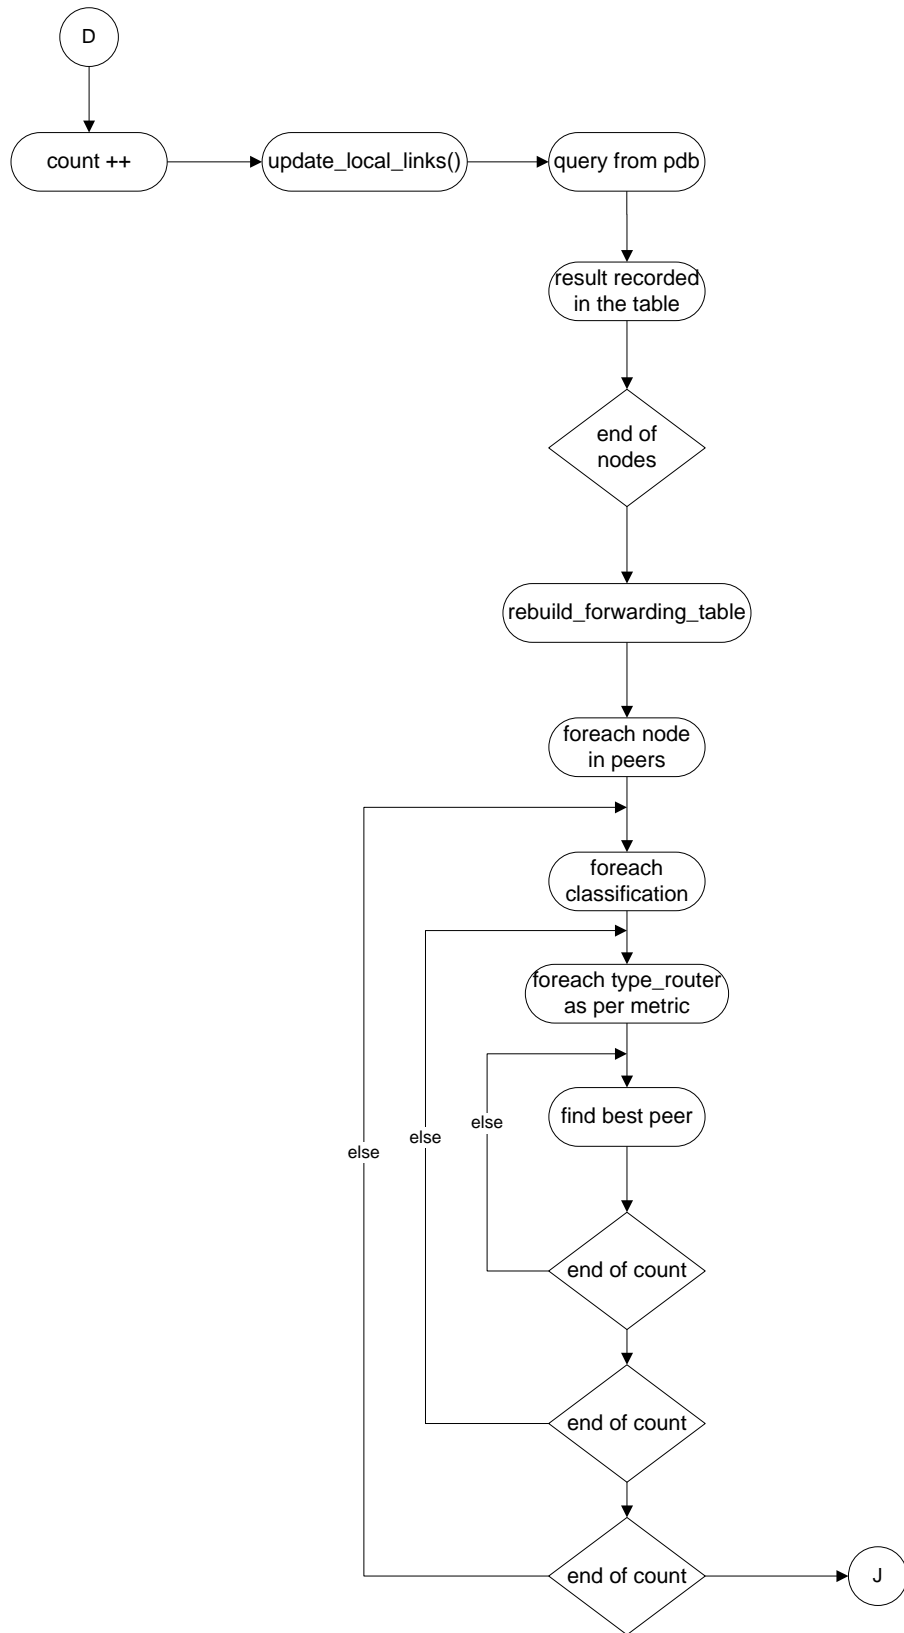 D
count ++
update_local_links()
query from pdb
result recorded
in the table
end of
nodes
rebuild_forwarding_table
foreach node
in peers
foreach
classification
foreach type_router
as per metric
find best peer
else
else
else
end of count
end of count
end of count
J